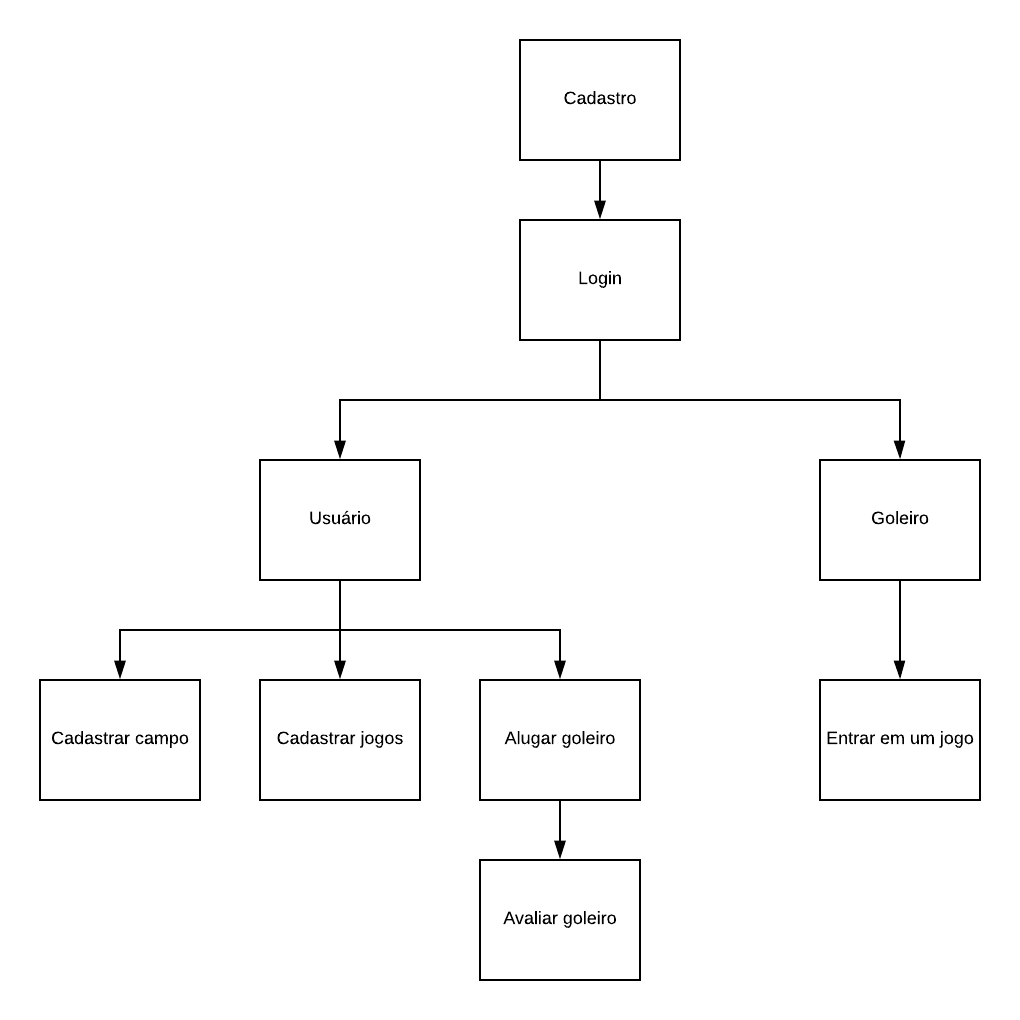 Cadastro
Login
Usuário
Goleiro
Cadastrar campo
Cadastrar jogos
Alugar goleiro
Entrar em um jogo
Avaliar goleiro